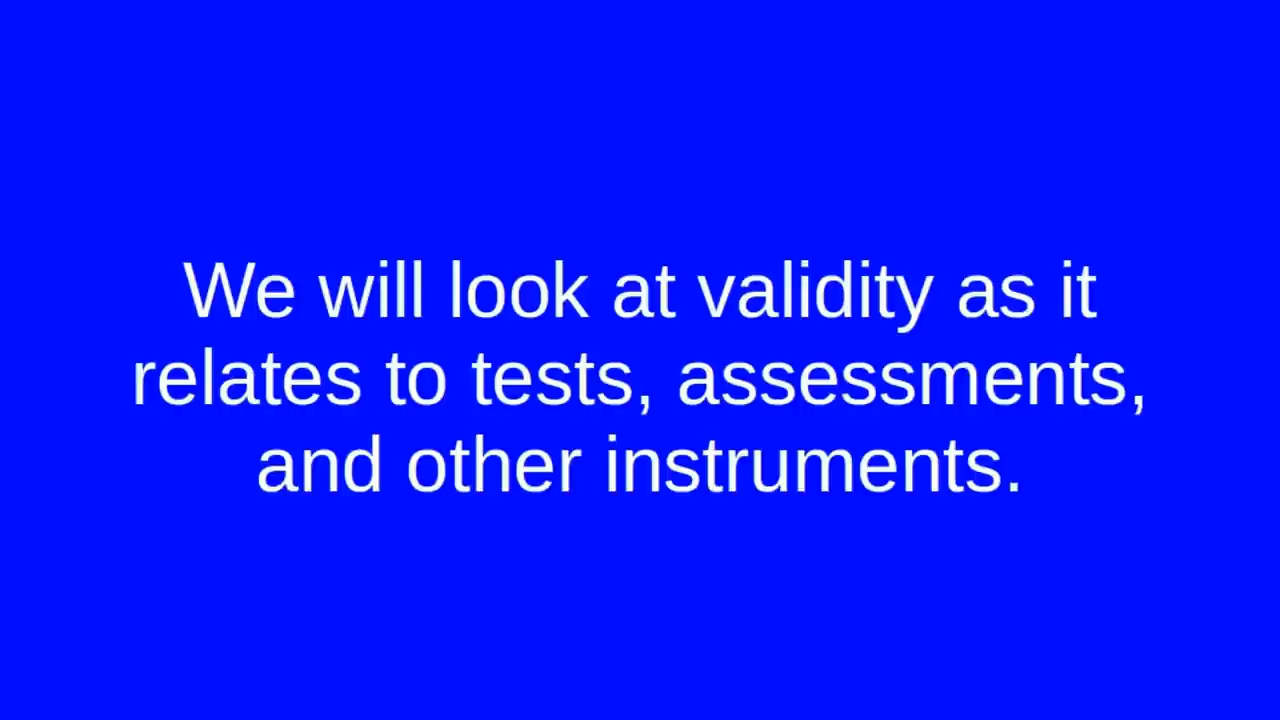 We will look at validity as it
relates to tests, assessments,
and other instruments.